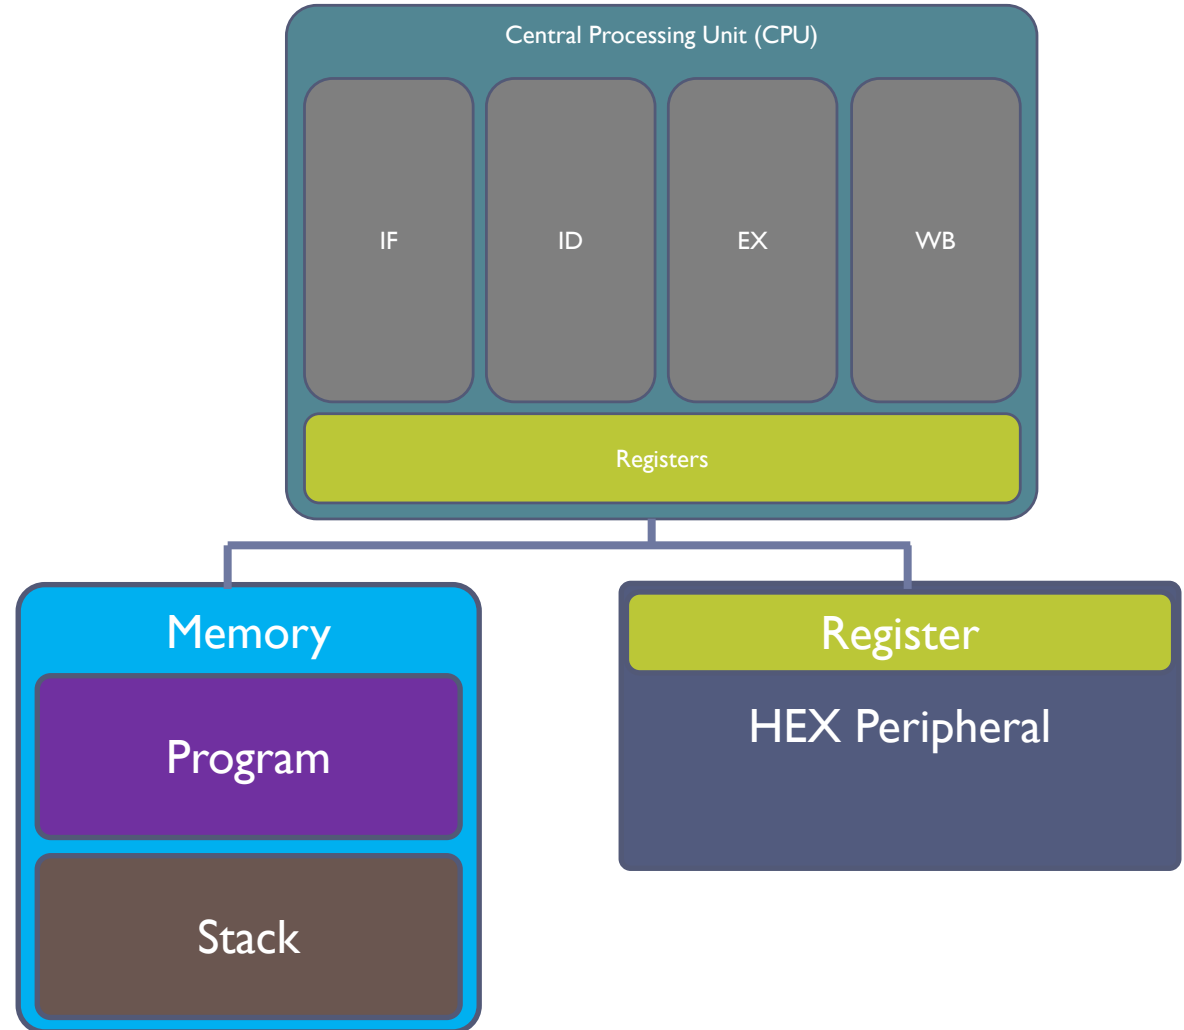 Central Processing Unit (CPU)
IF
ID
EX
WB
Registers
Memory
Program
Stack
Register
HEX Peripheral